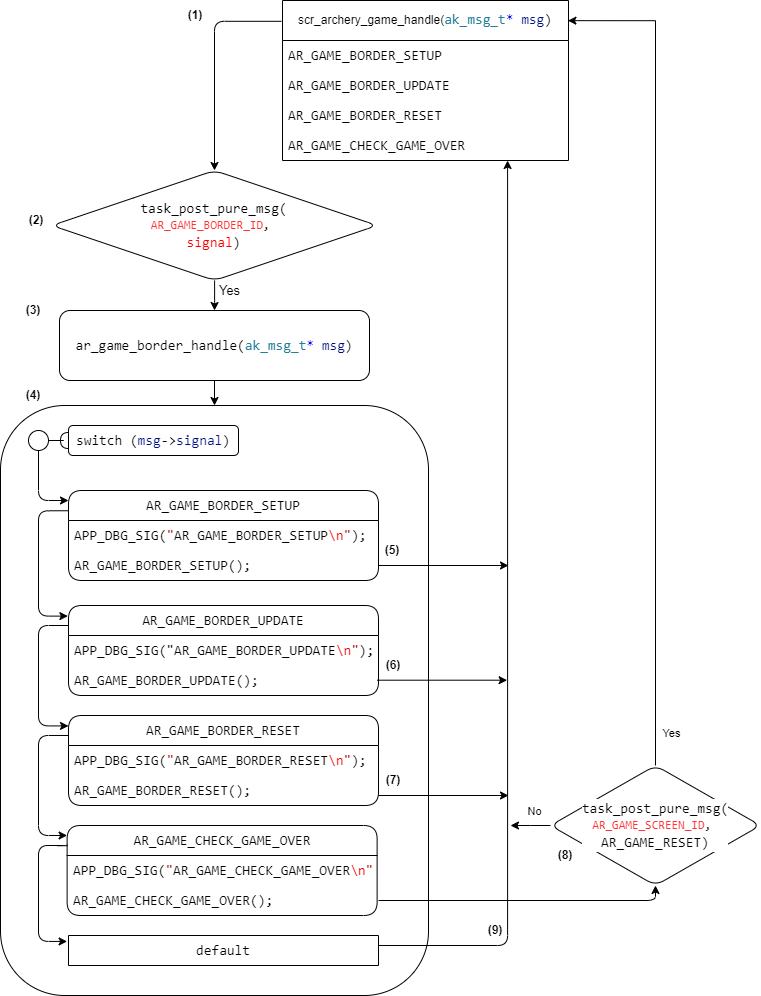 (1)
scr_archery_game_handle(ak_msg_t* msg)
AR_GAME_BORDER_SETUP
AR_GAME_BORDER_UPDATE
AR_GAME_BORDER_RESET
AR_GAME_CHECK_GAME_OVER
(2)
task_post_pure_msg(
AR_GAME_BORDER_ID,
signal)
Yes
(3)
ar_game_border_handle(ak_msg_t* msg)
(4)
switch (msg->signal)
AR_GAME_BORDER_SETUP
APP_DBG_SIG("AR_GAME_BORDER_SETUP\n");
AR_GAME_BORDER_SETUP();
(5)
AR_GAME_BORDER_UPDATE
APP_DBG_SIG("AR_GAME_BORDER_UPDATE\n");
AR_GAME_BORDER_UPDATE();
(6)
AR_GAME_BORDER_RESET
APP_DBG_SIG("AR_GAME_BORDER_RESET\n");
AR_GAME_BORDER_RESET();
(7)
Yes
No
task_post_pure_msg(
AR_GAME_SCREEN_ID,
AR_GAME_RESET)
(8)
AR_GAME_CHECK_GAME_OVER
APP_DBG_SIG("AR_GAME_CHECK_GAME_OVER\n"
AR_GAME_CHECK_GAME_OVER();
(9)
default